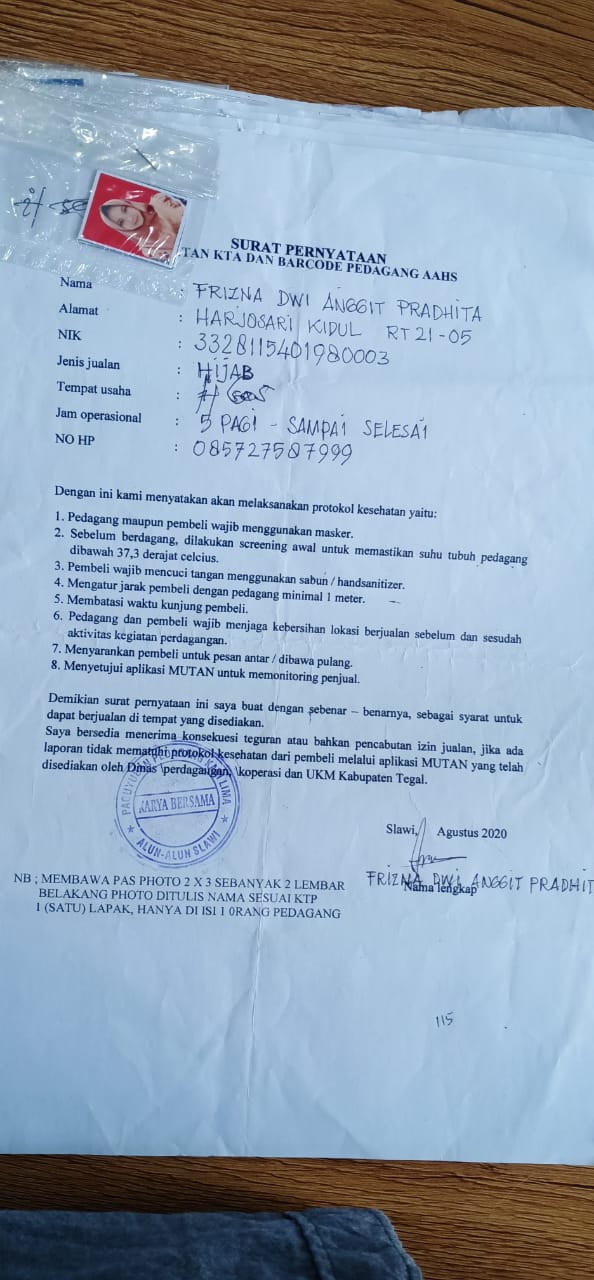 SURAT PERNYATAAN
TAN KTA DAN BARCODE PEDAGANG AAHS
Nama : FRIZNA DWI ANGGIT PRADHITA
Alamat : HARJOSARI KIDUL RT 21-05
NIK : 3328115401980003
Jenis jualan : HIJAB
Tempat usaha :
Jam operasional : 5 PAGI - SAMPAI SELESAI
NO HP : 085727587999
Dengan ini kami menyatakan akan melaksanakan protokol kesehatan yaitu:
1. Pedagang maupun pembeli wajib menggunakan masker.
2. Sebelum berdagang, dilakukan screening awal untuk memastikan suhu tubuh pedagang
dibawah 37,3 derajat celcius.
3. Pembeli wajib mencuci tangan menggunakan sabun / handsanitizer.
4. Mengatur jarak pembeli dengan pedagang minimal 1 meter.
5. Membatasi waktu kunjung pembeli.
6. Pedagang dan pembeli wajib menjaga kebersihan lokasi berjualan sebelum dan sesudah
aktivitas kegiatan perdagangan.
7. Menyarankan pembeli untuk pesan antar / dibawa pulang.
8. Menyetujui aplikasi MUTAN untuk memonitoring penjual.
Demikian surat pernyataan ini saya buat dengan sebenar – benarnya, sebagai syarat untuk
dapat berjualan di tempat yang disediakan.
Saya bersedia menerima konsekuesi teguran atau bahkan pencabutan izin jualan, jika ada
laporan tidak mematuhi protokol kesehatan dari pembeli melalui aplikasi MUTAN yang telah
disediakan oleh Dinas \perdagangan, \koperasi dan UKM Kabupaten Tegal.
KARYA BERSAMA
ALUN-ALUN SLAWI
Slawi, Agustus 2020
FRIZNA DWI ANGGIT PRADHIT
Nama lengkap
NB ; MEMBAWA PAS PHOTO 2 X 3 SEBANYAK 2 LEMBAR
BELAKANG PHOTO DITULIS NAMA SESUAI KTP
1 (SATU) LAPAK, HANYA DI ISI 1 0RANG PEDAGANG
115